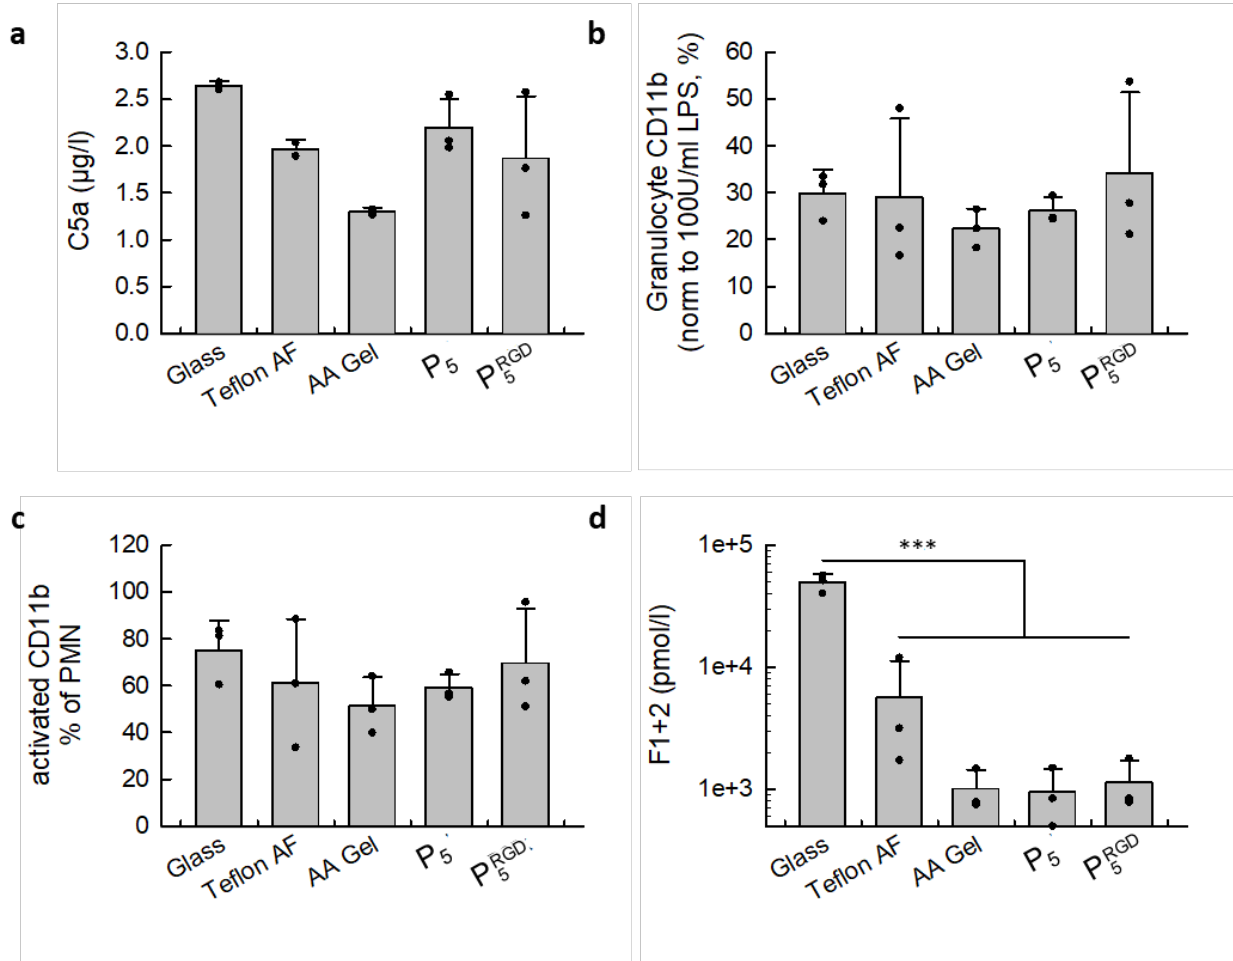 a
C5a (µg/l)
3.0
2.5
2.0
1.5
1.0
0.5
0.0
Glass
Teflon AF
AA Gel
P5
P5RGD
b
Granulocyte CD11b
(norm to 100U/ml LPS, %)
60
50
40
30
20
10
0
Glass
Teflon AF
AA Gel
P5
P5RGD
c
activated CD11b
% of PMN
120
100
80
60
40
20
0
Glass
Teflon AF
AA Gel
P5
P5RGD
d
F1+2 (pmol/l)
1e+5
1e+4
1e+3
***
Glass
Teflon AF
AA Gel
P5
P5RGD